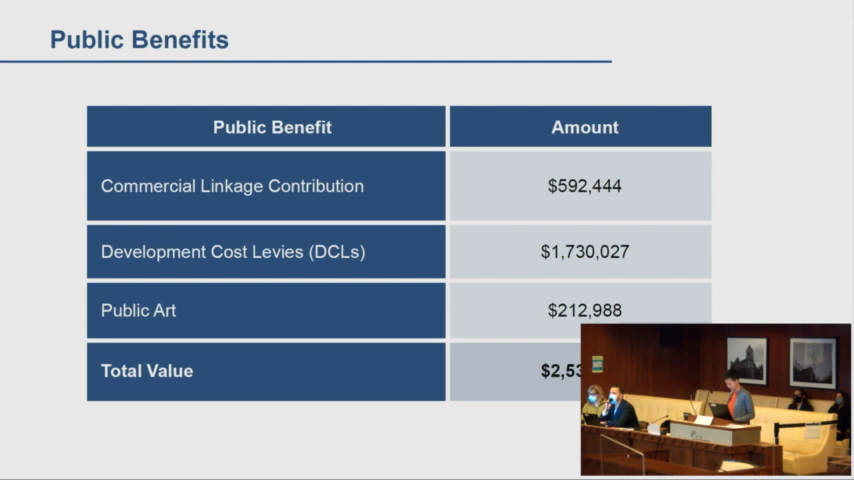 Public Benefits
Public Benefit Amount
Commercial Linkage Contribution $592,444
Development Cost Levies (DCLs) $1,730,027
Public Art $212,988
Total Value $2,53